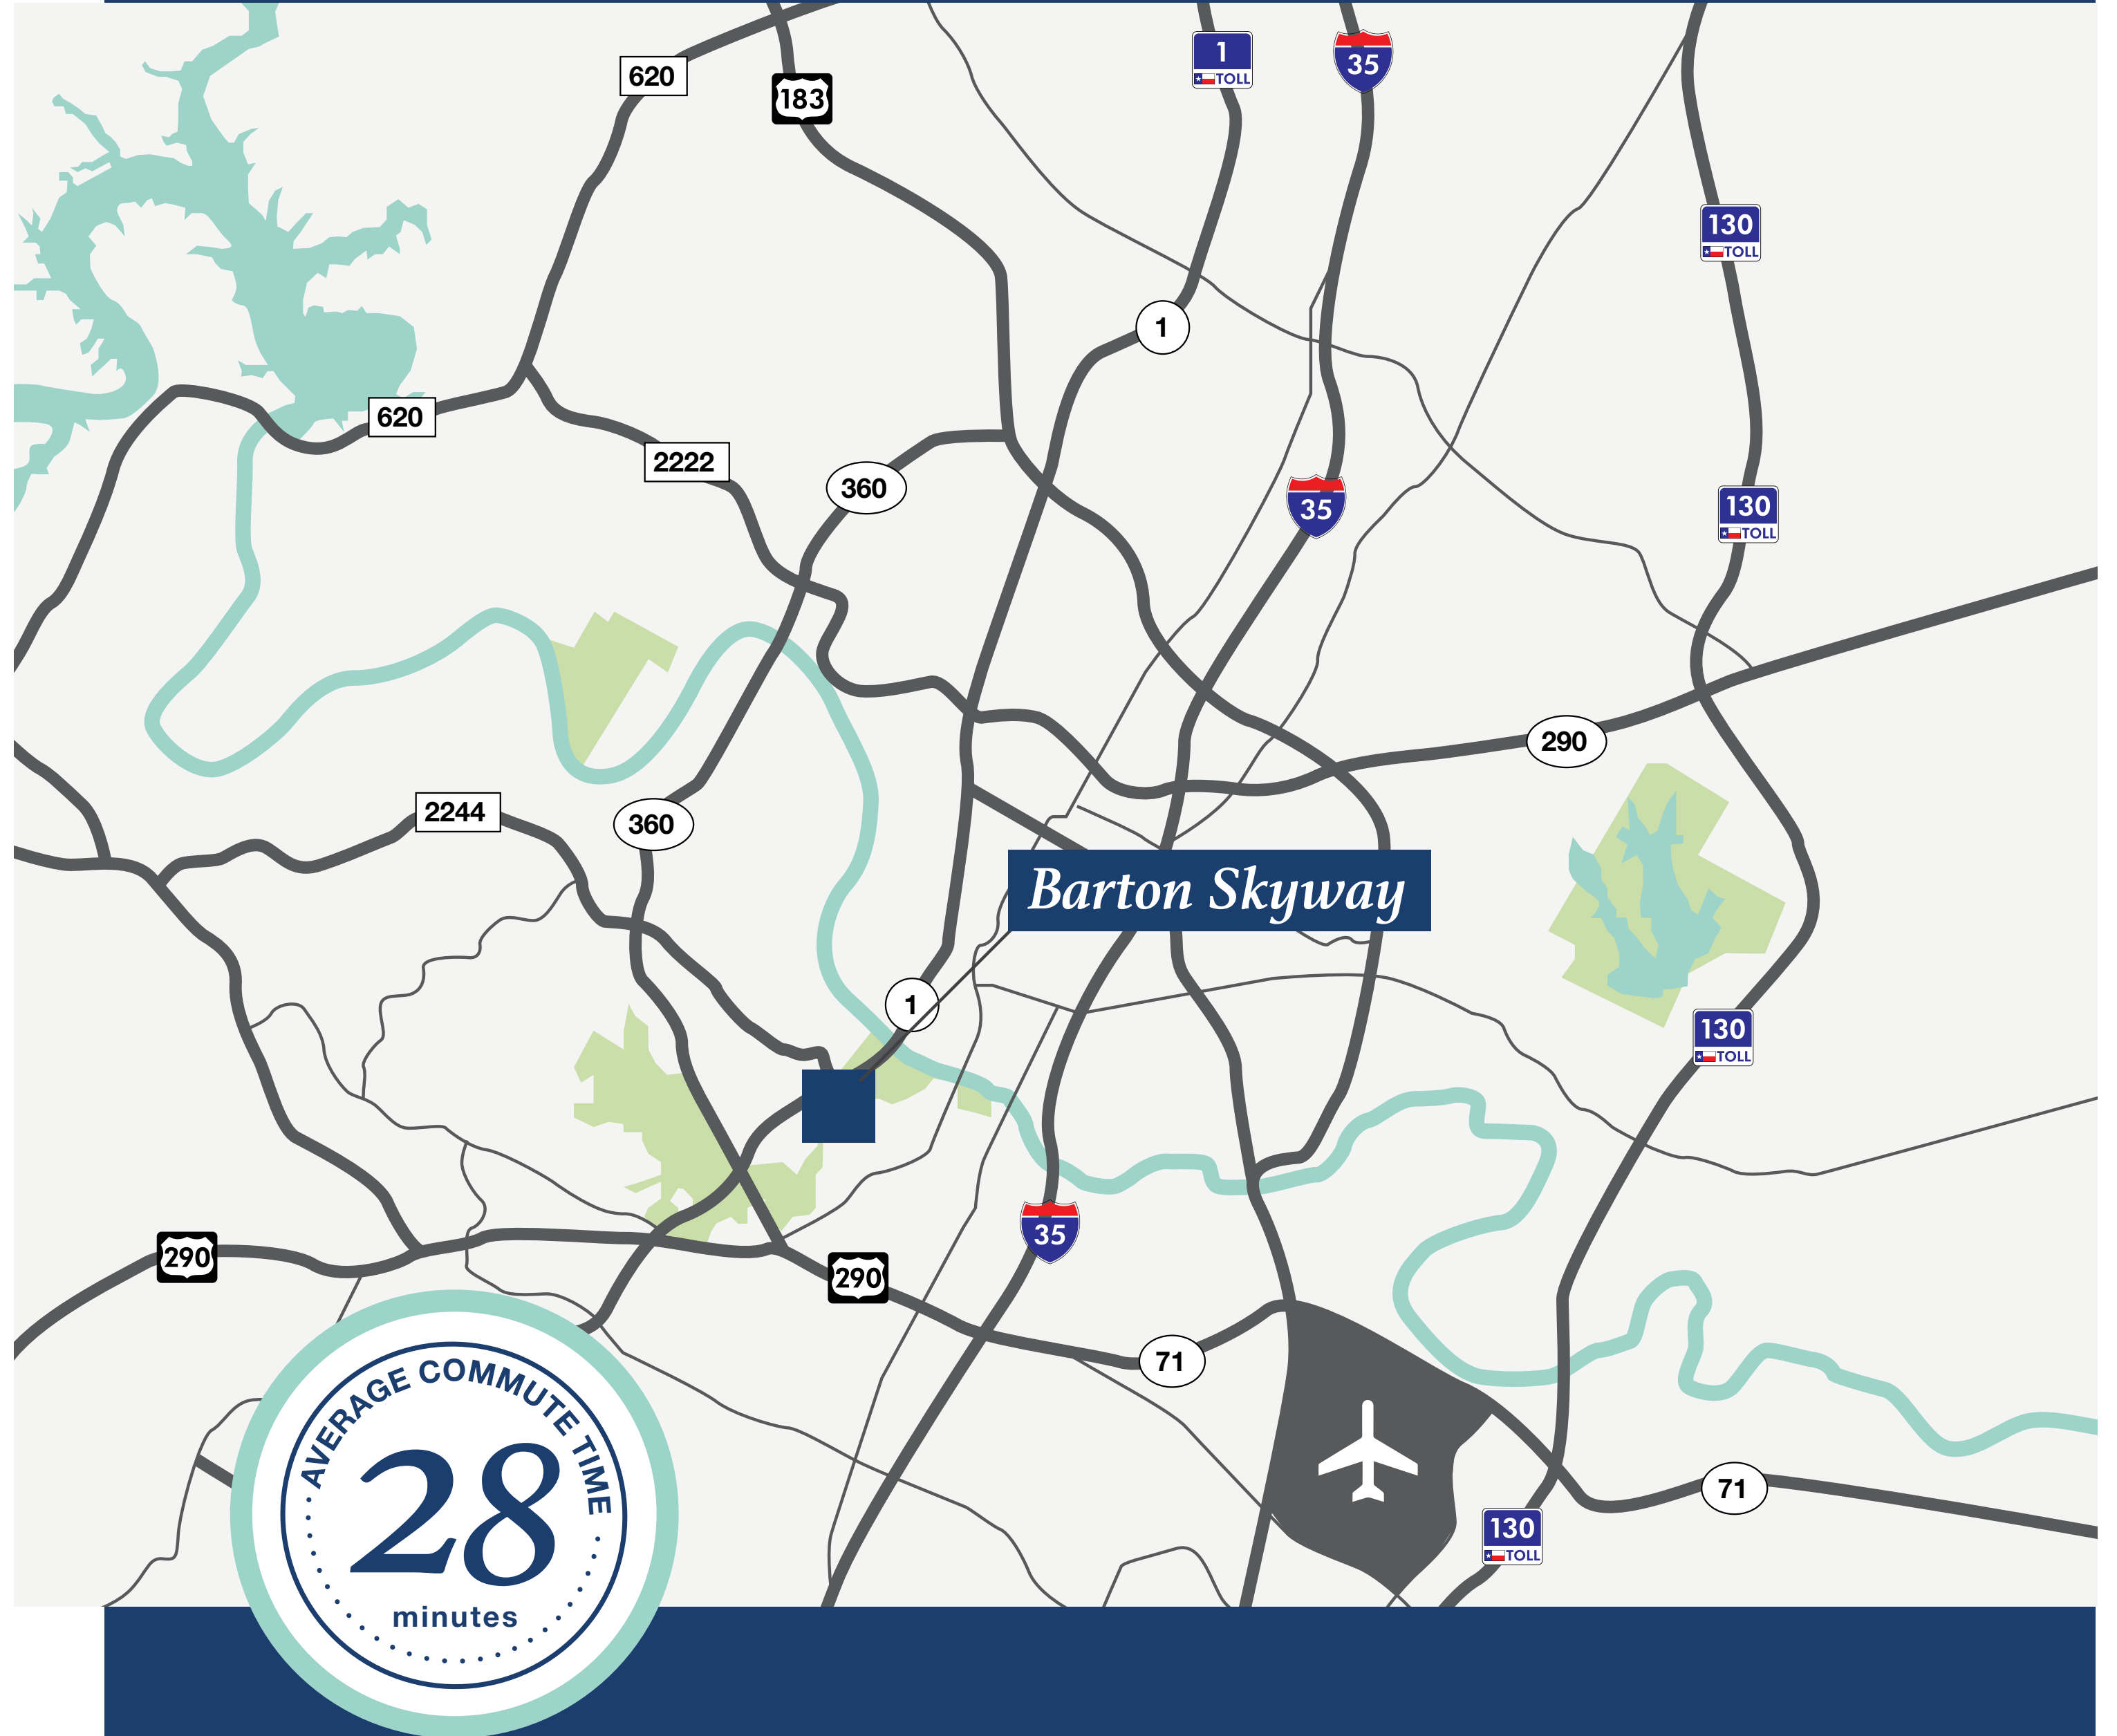 620
183
1
TOLL
35
130
TOLL
1
620
2222
360
35
130
TOLL
290
2244
360
Barton Skyway
1
130
TOLL
35
290
290
71
AVERAGE COMMUTE TIME
28
minutes
71
130
TOLL